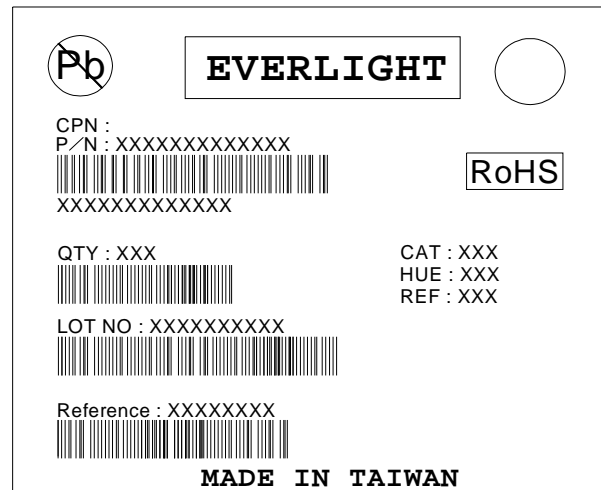 Pb
EVERLIGHT
CPN :
P/N : XXXXXXXXXXXXX
RoHS
XXXXXXXXXXXXX
QTY : XXX
CAT : XXX
HUE : XXX
REF : XXX
LOT NO : XXXXXXXXXX
Reference : XXXXXXXX
MADE IN TAIWAN